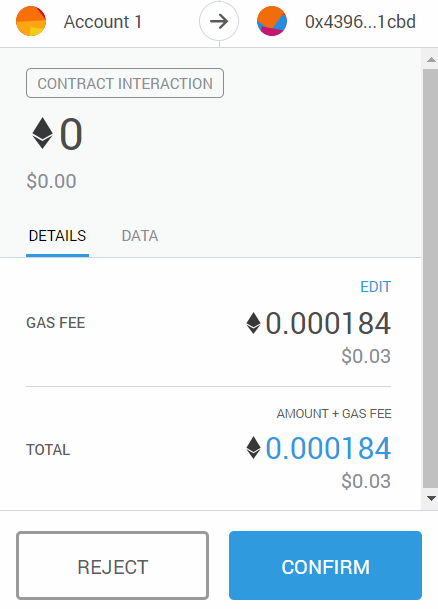 Account 1
0x4396...1cbd
CONTRACT INTERACTION
0
$0.00
DETAILS DATA
EDIT
GAS FEE 0.000184
$0.03
AMOUNT + GAS FEE
TOTAL 0.000184
$0.03
REJECT CONFIRM